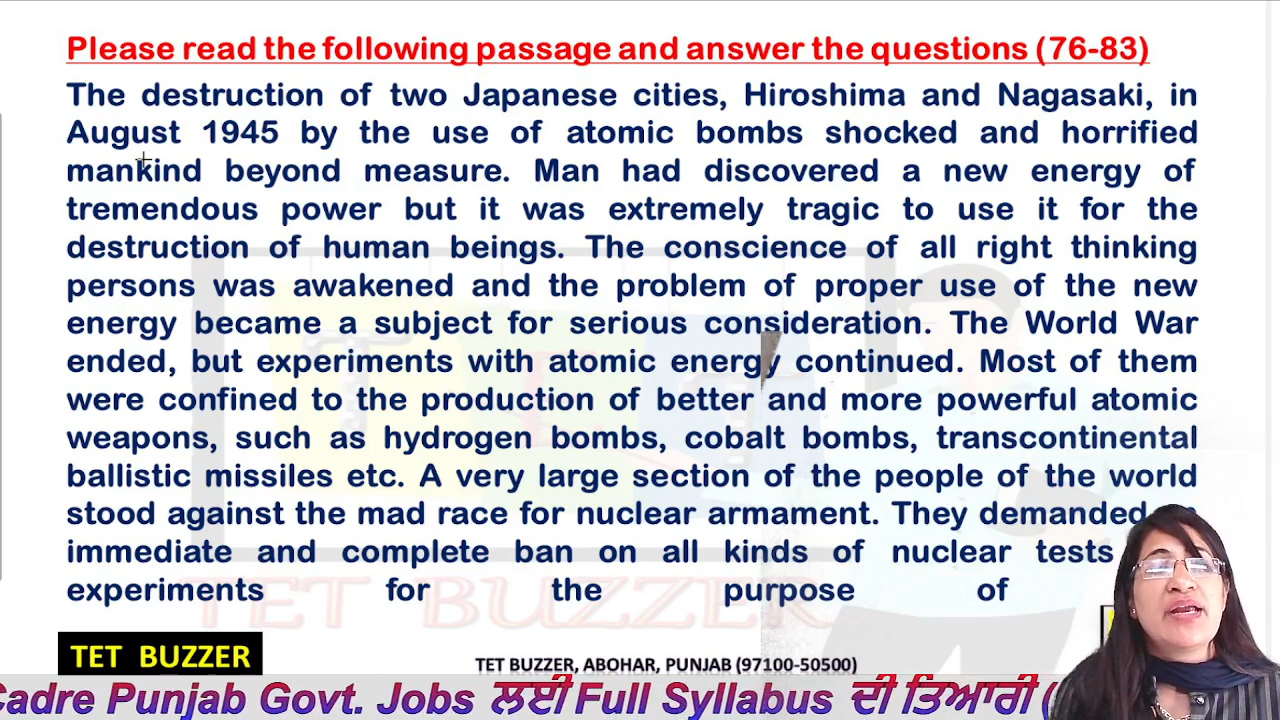 Please read the following passage and answer the questions (76-83)
The destruction of two Japanese cities, Hiroshima and Nagasaki, in
August 1945 by the use of atomic bombs shocked and horrified
mankind beyond measure. Man had discovered a new energy of
tremendous power but it was extremely tragic to use it for the
destruction of human beings. The conscience of all right thinking
persons was awakened and the problem of proper use of the new
energy became a subject for serious consideration. The World War
ended, but experiments with atomic energy continued. Most of them
were confined to the production of better and more powerful atomic
weapons, such as hydrogen bombs, cobalt bombs, transcontinental
ballistic missiles etc. A very large section of the people of the world
stood against the mad race for nuclear armament. They demanded
immediate and complete ban on all kinds of nuclear tests
experiments for the purpose of
TET BUZZER
TET BUZZER
TET BUZZER, ABOHAR, PUNJAB (97100-50500)
Cadre Punjab Govt. Jobs ਲਈ Full Syllabus ਦੀ ਤਿਆਰੀ (